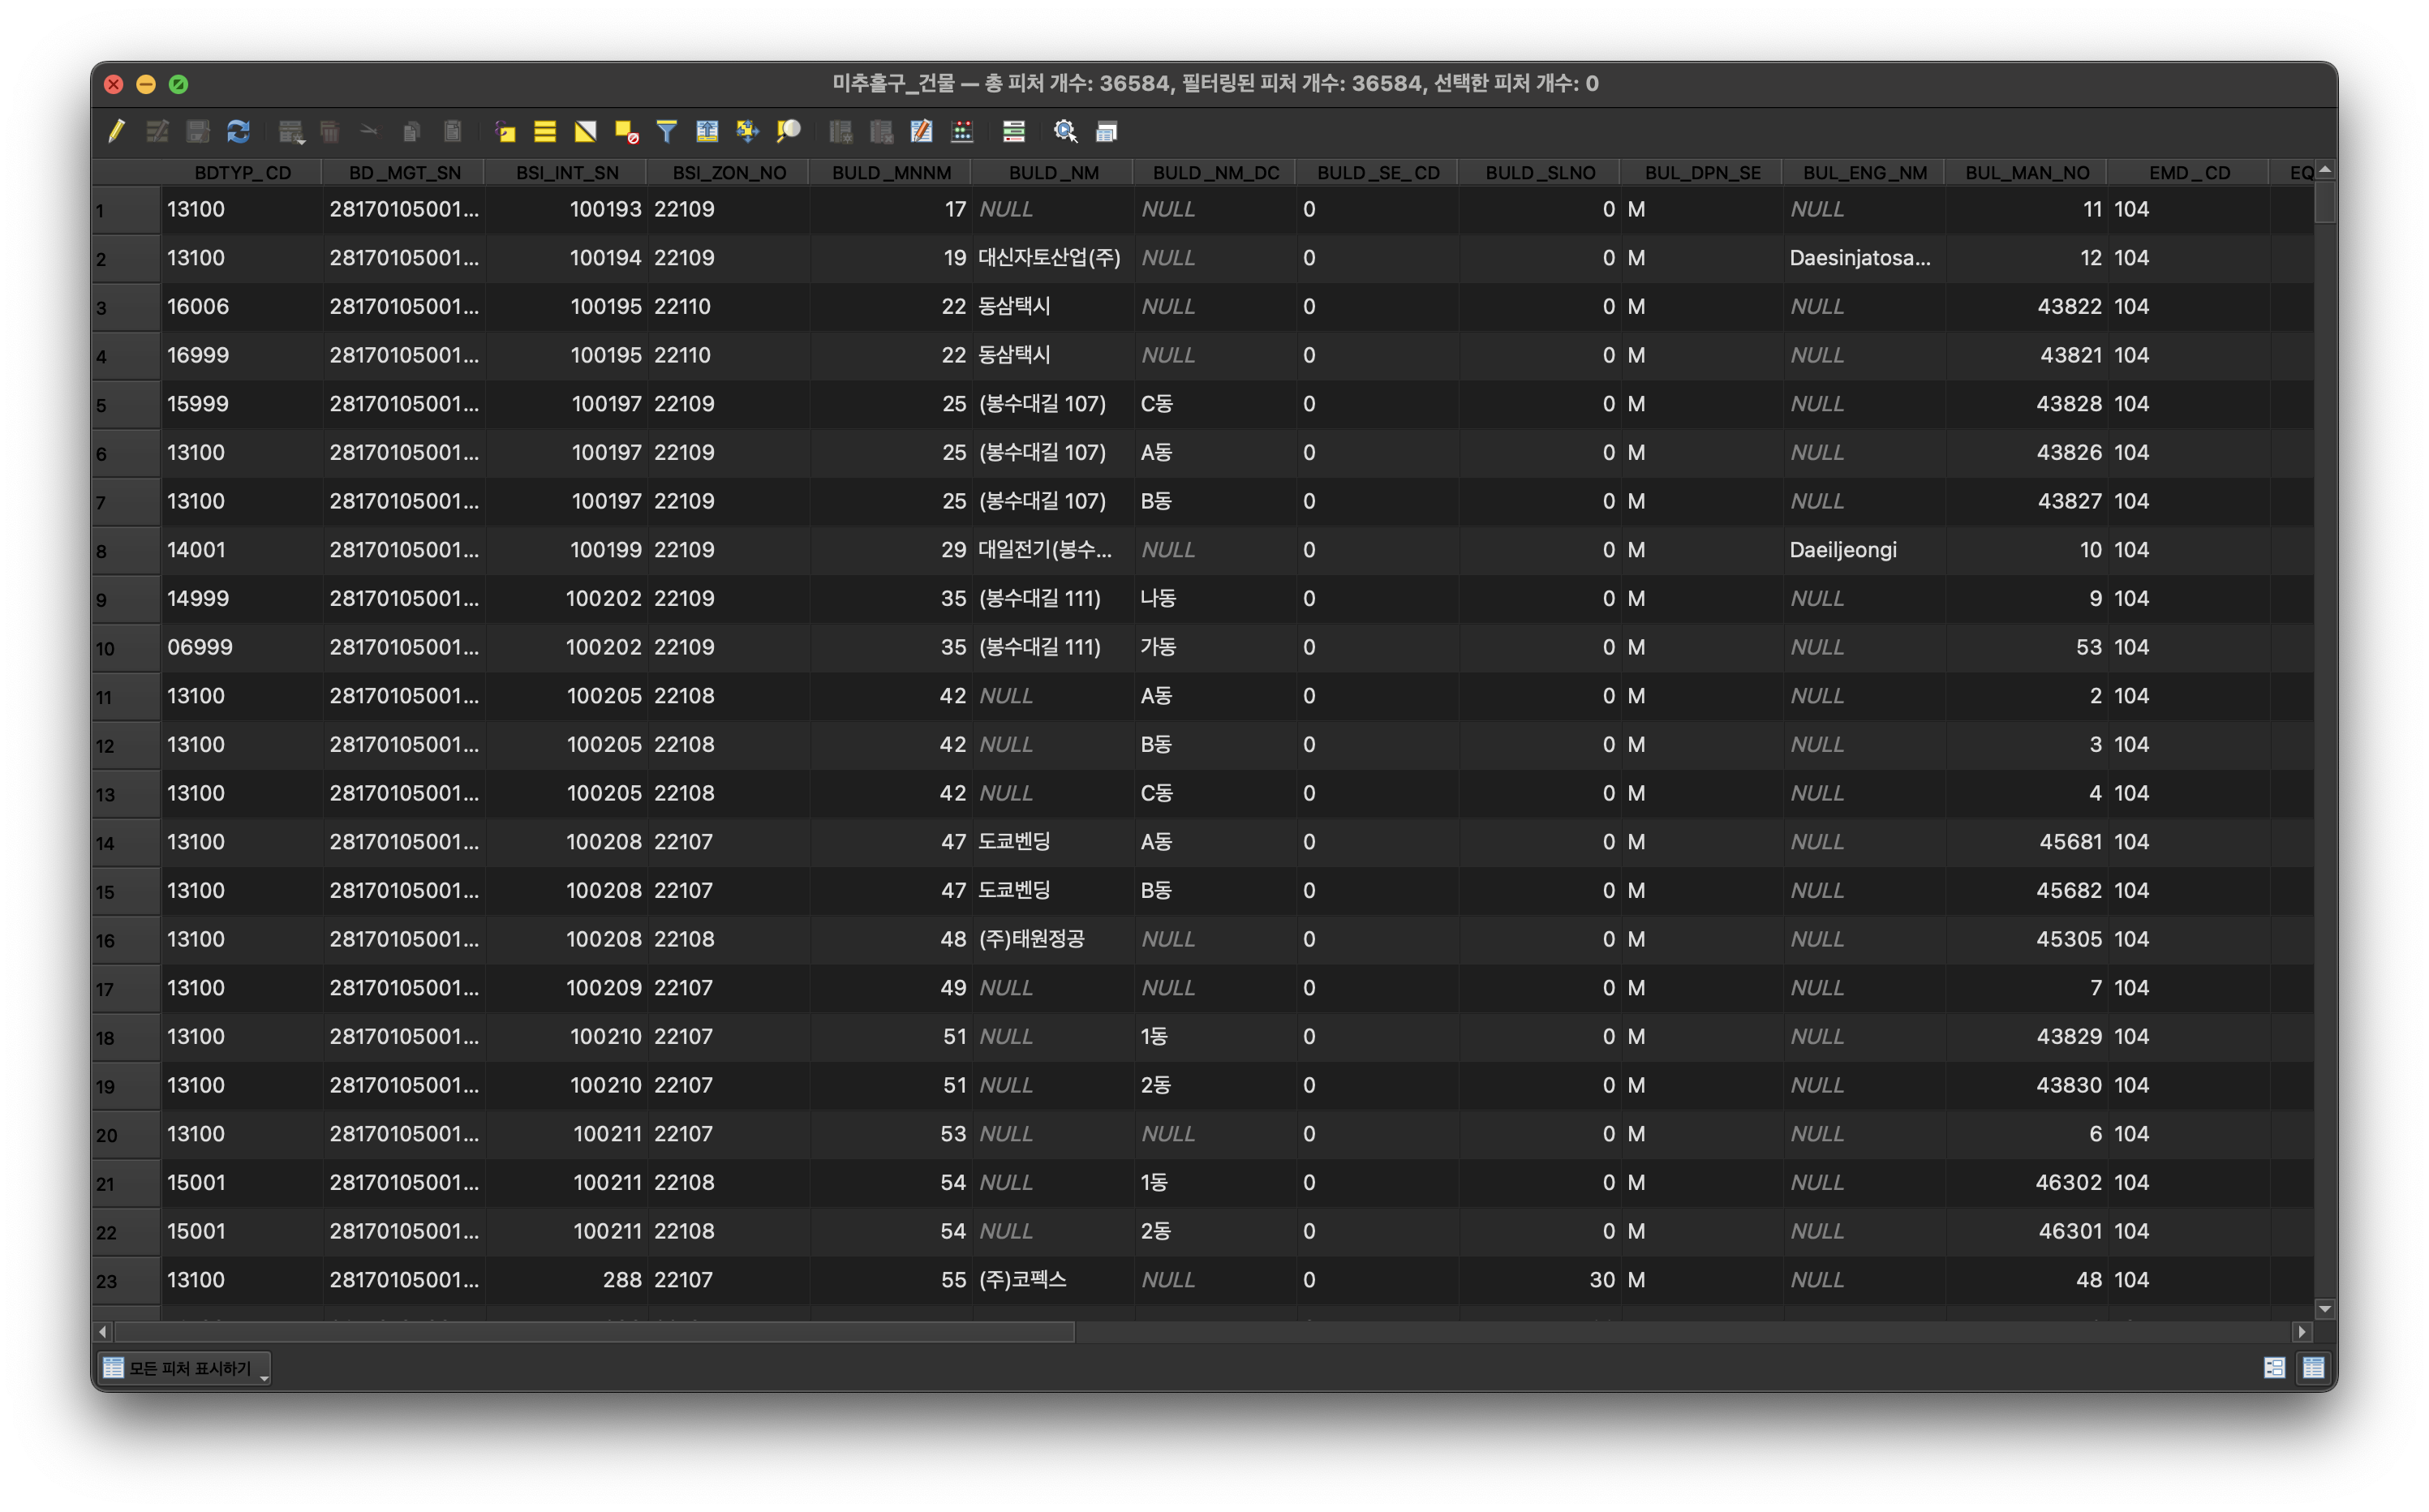 미추홀구_건물 — 총 피처 개수: 36584, 필터링된 피처 개수: 36584, 선택한 피처 개수: 0
BDTYP_CD BD_MGT_SN BSI_INT_SN BSI_ZON_NO BULD_MNNM BULD_NM BULD_NM_DC BULD_SE_CD BULD_SLNO BUL_DPN_SE BUL_ENG_NM BUL_MAN_NO EMD_CD EQ
1 13100 28170105001... 100193 22109 17 NULL NULL 0 0 M NULL 11 104
2 13100 28170105001... 100194 22109 19 대신자토산업(주) NULL 0 0 M Daesinjatosa... 12 104
3 16006 28170105001... 100195 22110 22 동삼택시 NULL 0 0 M NULL 43822 104
4 16999 28170105001... 100195 22110 22 동삼택시 NULL 0 0 M NULL 43821 104
5 15999 28170105001... 100197 22109 25 (봉수대길 107) C동 0 0 M NULL 43828 104
6 13100 28170105001... 100197 22109 25 (봉수대길 107) A동 0 0 M NULL 43826 104
7 13100 28170105001... 100197 22109 25 (봉수대길 107) B동 0 0 M NULL 43827 104
8 14001 28170105001... 100199 22109 29 대일전기(봉수... NULL 0 0 M Daeiljeongi 10 104
9 14999 28170105001... 100202 22109 35 (봉수대길 111) 나동 0 0 M NULL 9 104
10 06999 28170105001... 100202 22109 35 (봉수대길 111) 가동 0 0 M NULL 53 104
11 13100 28170105001... 100205 22108 42 NULL A동 0 0 M NULL 2 104
12 13100 28170105001... 100205 22108 42 NULL B동 0 0 M NULL 3 104
13 13100 28170105001... 100205 22108 42 NULL C동 0 0 M NULL 4 104
14 13100 28170105001... 100208 22107 47 도쿄벤딩 A동 0 0 M NULL 45681 104
15 13100 28170105001... 100208 22107 47 도쿄벤딩 B동 0 0 M NULL 45682 104
16 13100 28170105001... 100208 22108 48 (주)태원정공 NULL 0 0 M NULL 45305 104
17 13100 28170105001... 100209 22107 49 NULL NULL 0 0 M NULL 7 104
18 13100 28170105001... 100210 22107 51 NULL 1동 0 0 M NULL 43829 104
19 13100 28170105001... 100210 22107 51 NULL 2동 0 0 M NULL 43830 104
20 13100 28170105001... 100211 22107 53 NULL NULL 0 0 M NULL 6 104
21 15001 28170105001... 100211 22108 54 NULL 1동 0 0 M NULL 46302 104
22 15001 28170105001... 100211 22108 54 NULL 2동 0 0 M NULL 46301 104
23 13100 28170105001... 288 22107 55 (주)코펙스 NULL 0 30 M NULL 48 104
모든 피처 표시하기